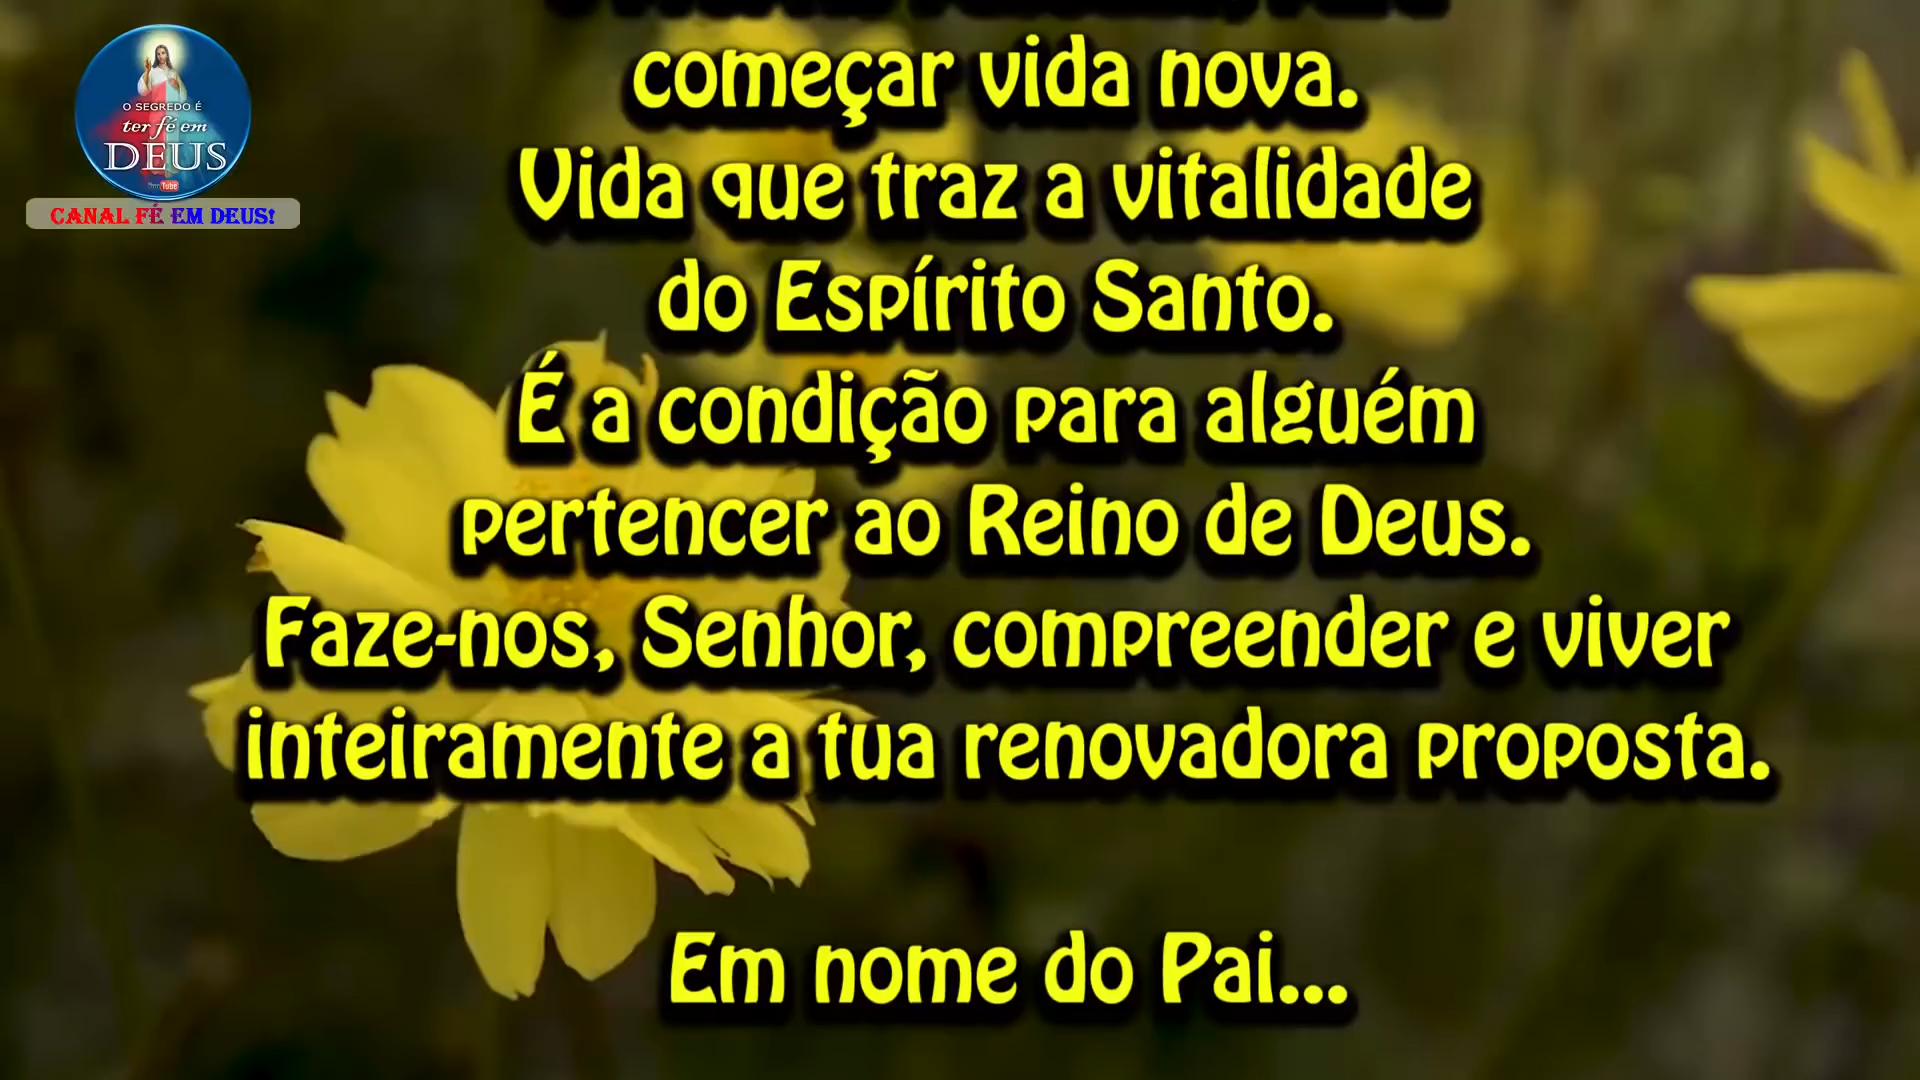 O SEGREDO É
ter fé em
DEUS
CANAL FÉ EM DEUS!
começar vida nova.
Vida que traz a vitalidade
do Espírito Santo.
É a condição para alguém
pertencer ao Reino de Deus.
Faze-nos, Senhor, compreender e viver
inteiramente a tua renovadora proposta.
Em nome do Pai...